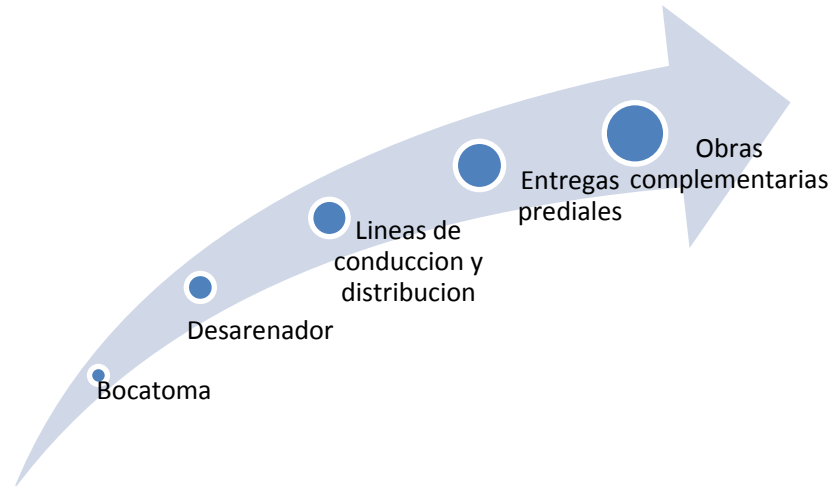 Bocatoma
Desarenador
Lineas de
conduccion y
distribucion
Entregas
prediales
Obras
complementarias